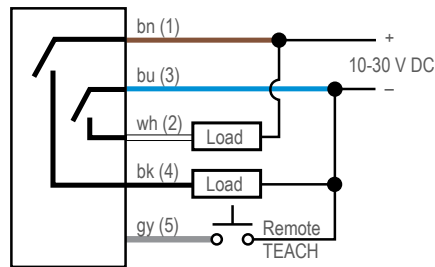 bn (1)
+
10-30 V DC
bu (3)
–
wh (2)
Load
bk (4)
Load
gy (5)
Remote
TEACH